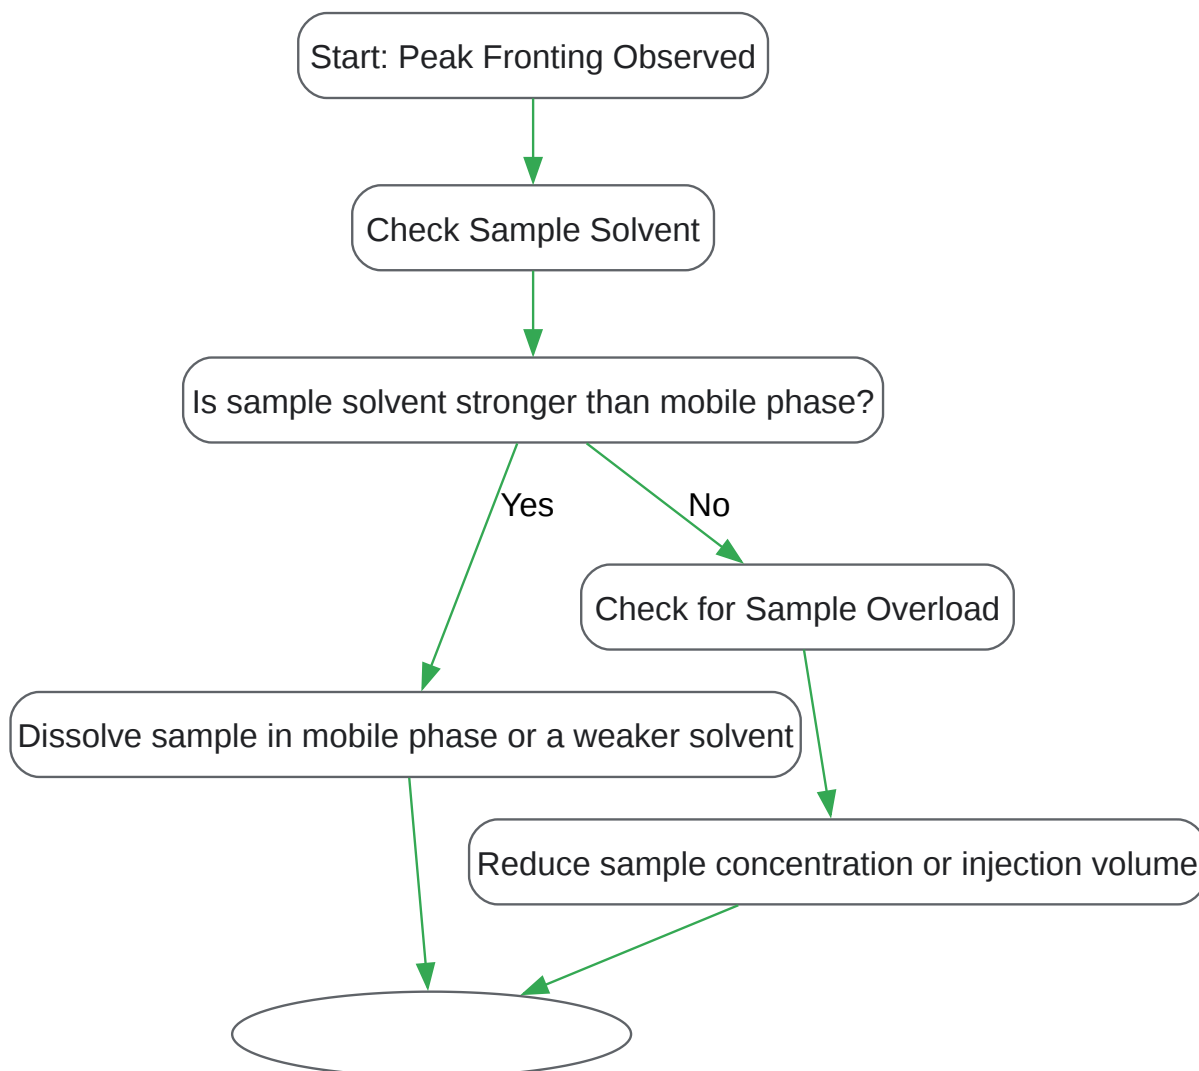 Start: Peak Fronting Observed
Check Sample Solvent
Is sample solvent stronger than mobile phase?
Yes
No
Check for Sample Overload
Dissolve sample in mobile phase or a weaker solvent
Reduce sample concentration or injection volume